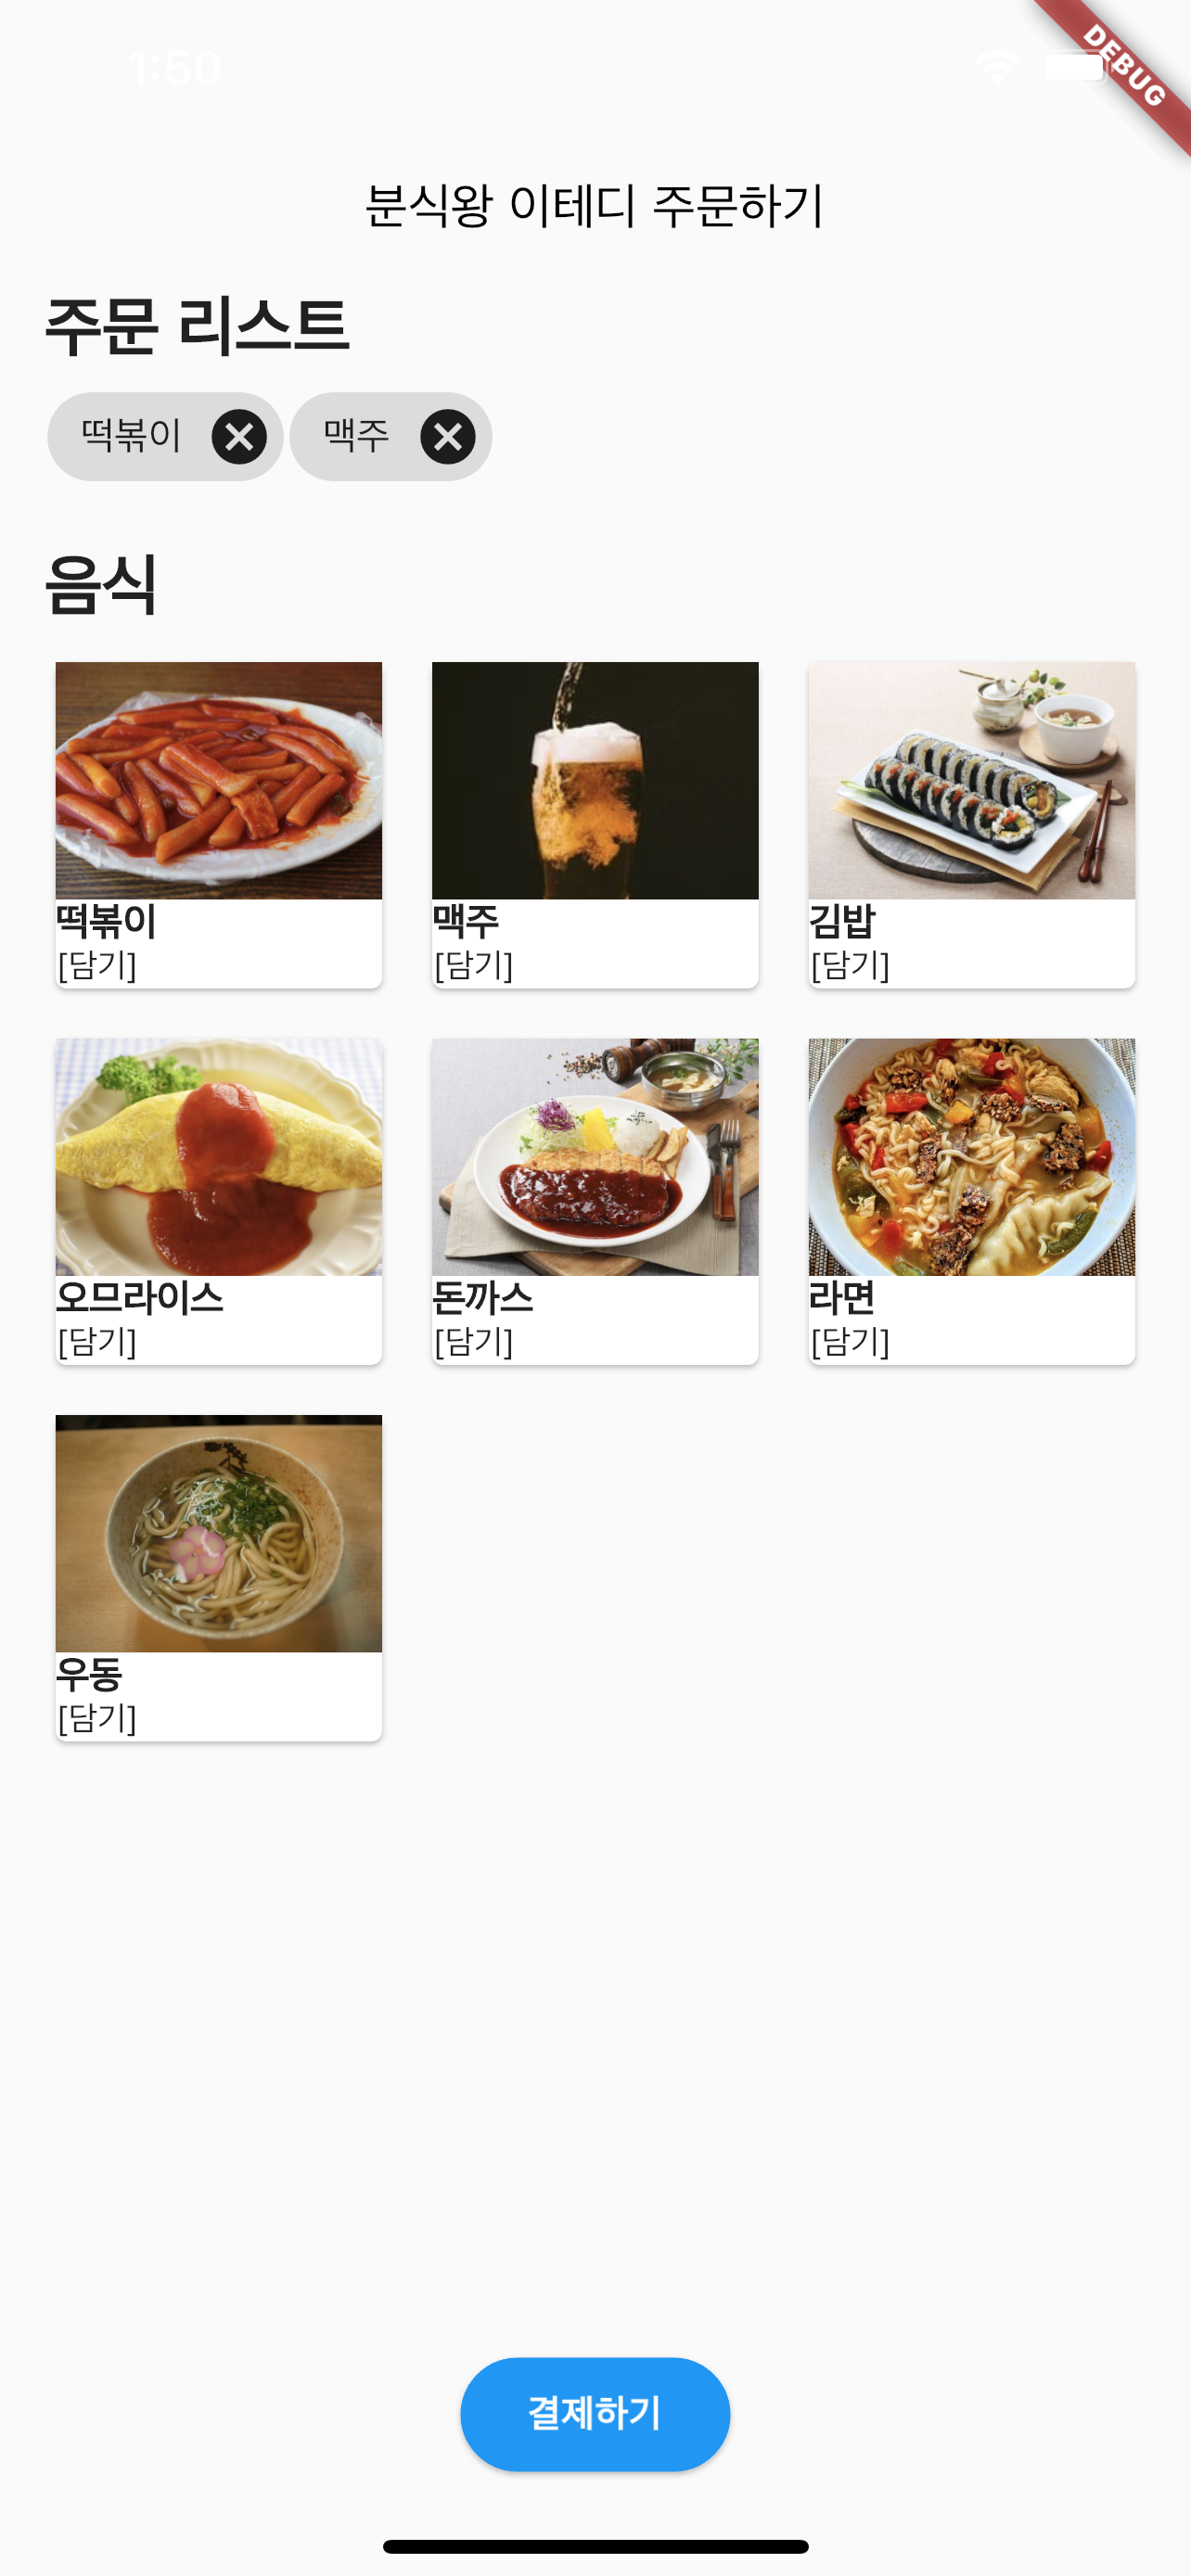 1:50
DEBUG
분식왕 이테디 주문하기
주문 리스트
떡볶이 맥주
음식
떡볶이 맥주 김밥
[담기] [담기] [담기]
오므라이스 돈까스 라면
[담기] [담기] [담기]
우동
[담기]
결제하기